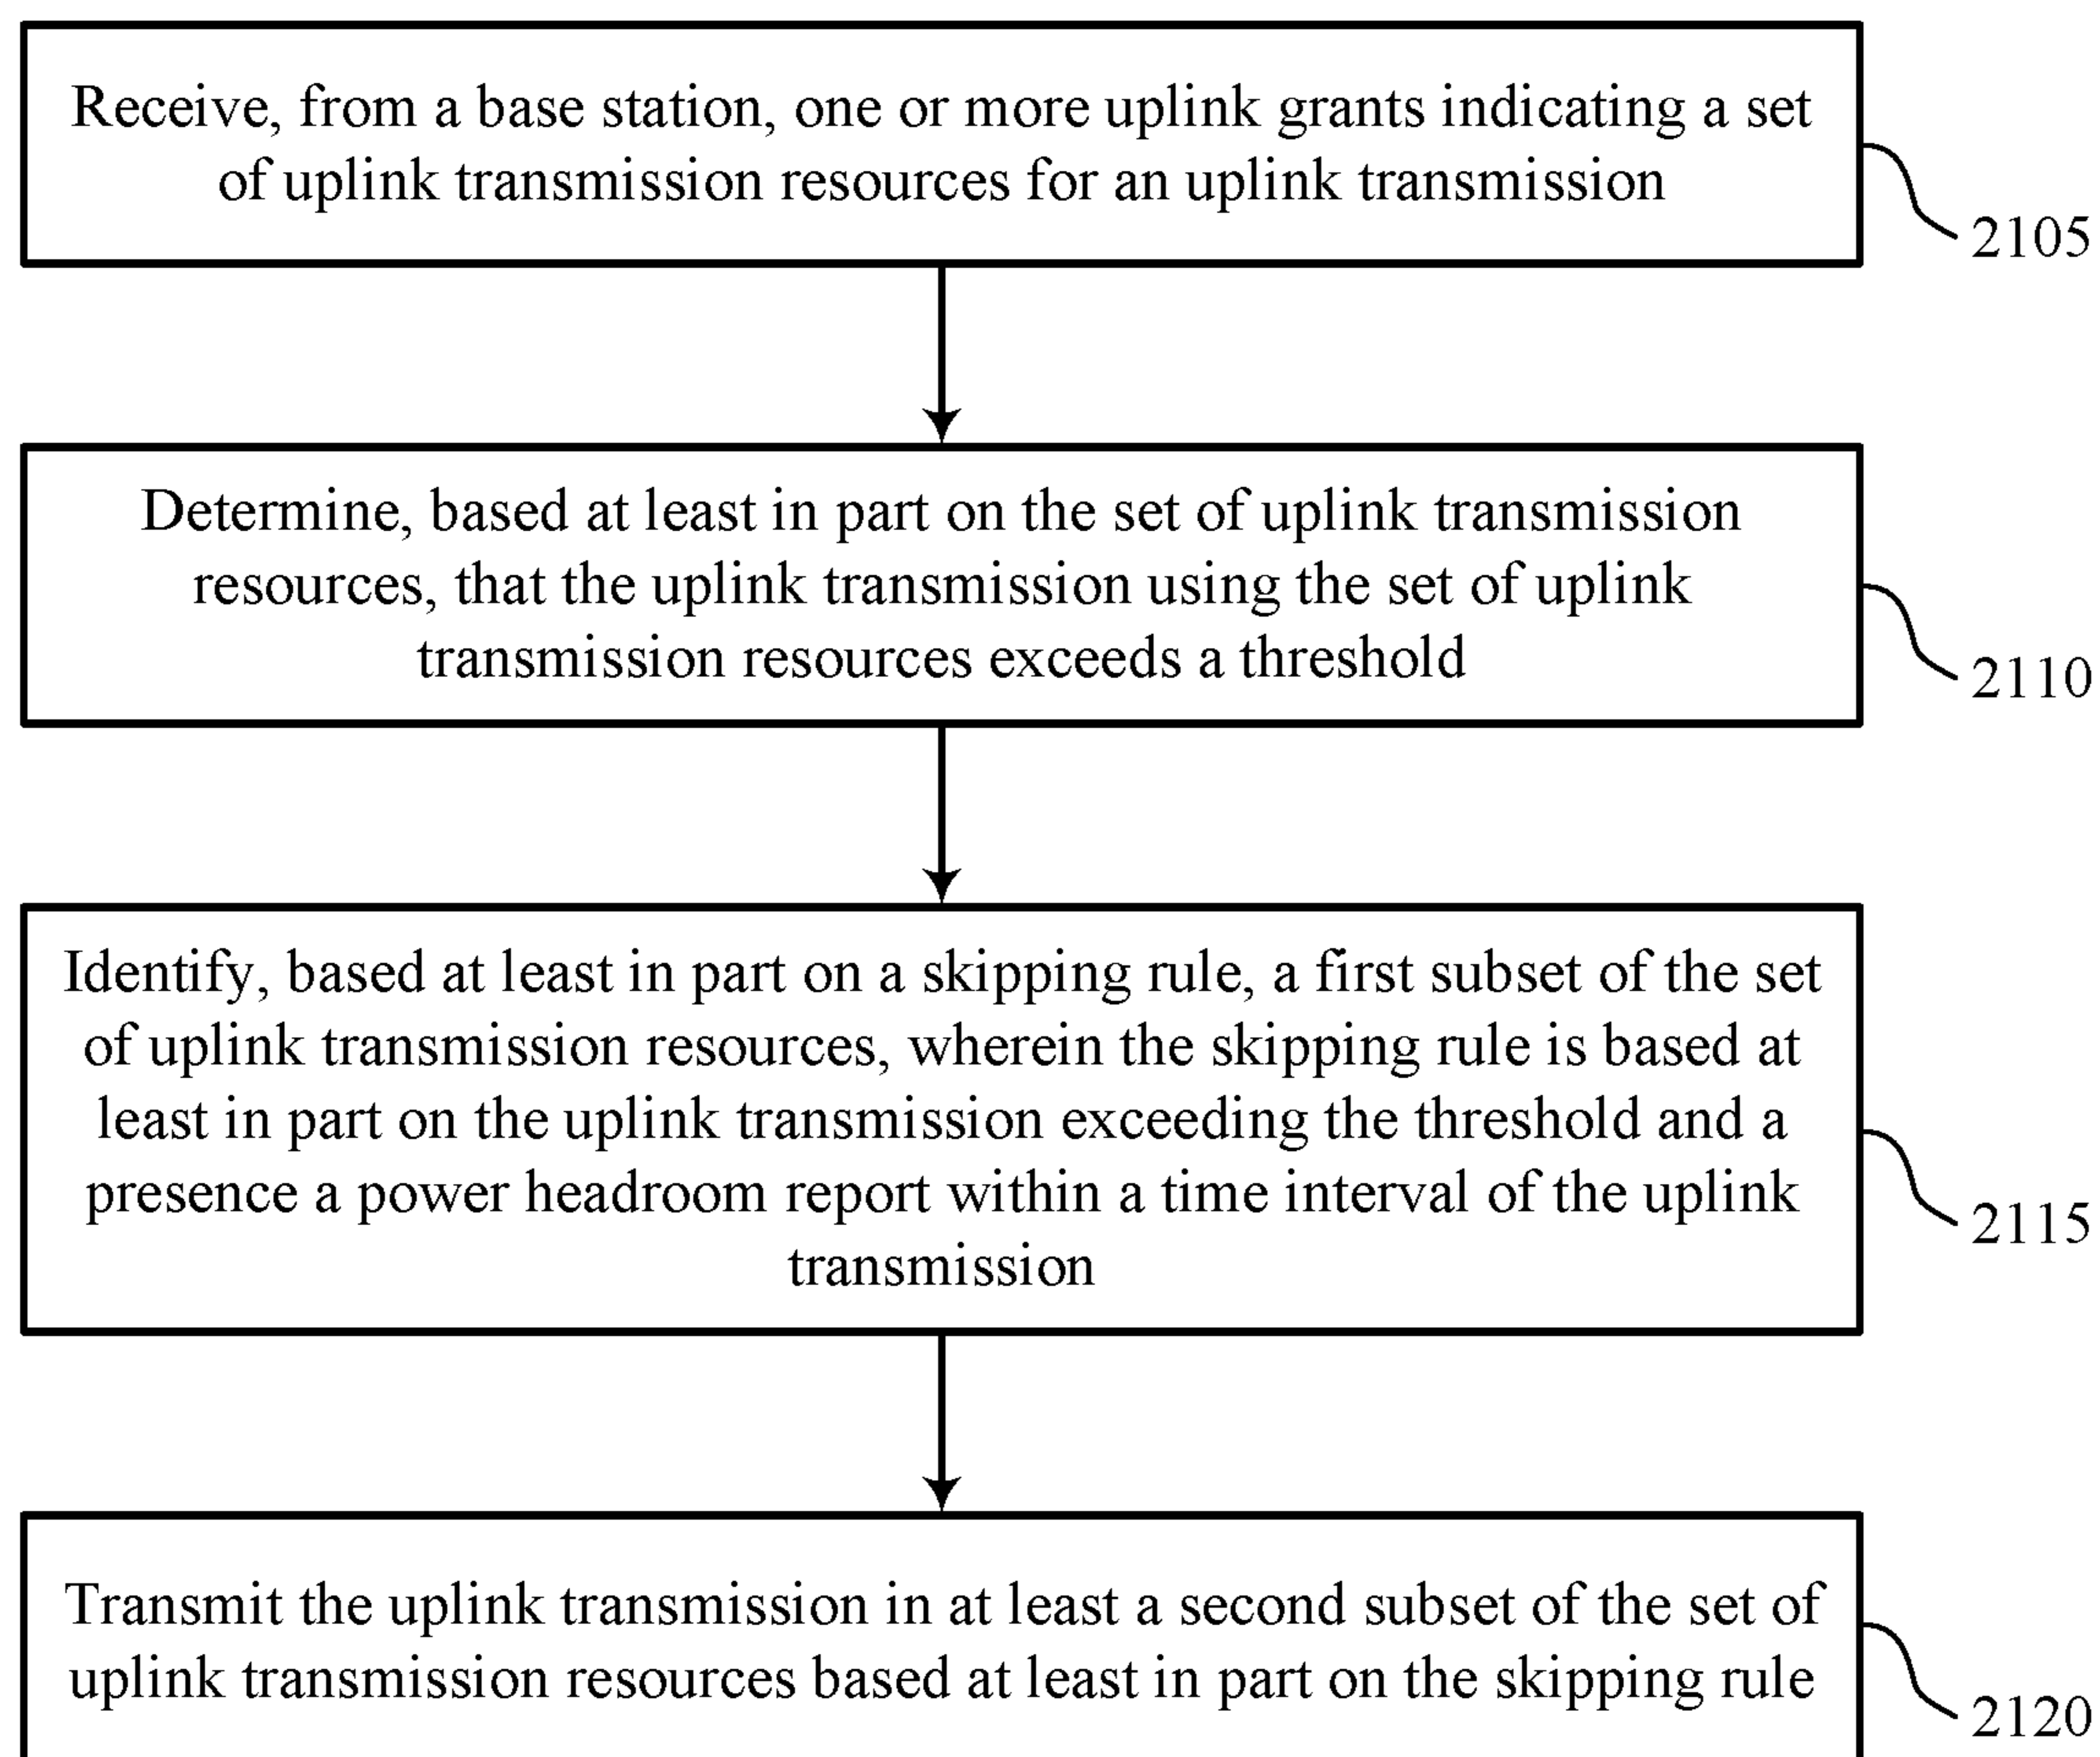 Receive, from a base station, one or more uplink grants indicating a set
of uplink transmission resources for an uplink transmission
2105
Determine, based at least in part on the set of uplink transmission
resources, that the uplink transmission using the set of uplink
transmission resources exceeds a threshold
2110
Identify, based at least in part on a skipping rule, a first subset of the set
of uplink transmission resources, wherein the skipping rule is based at
least in part on the uplink transmission exceeding the threshold and a
presence a power headroom report within a time interval of the uplink
transmission
2115
Transmit the uplink transmission in at least a second subset of the set of
uplink transmission resources based at least in part on the skipping rule
2120